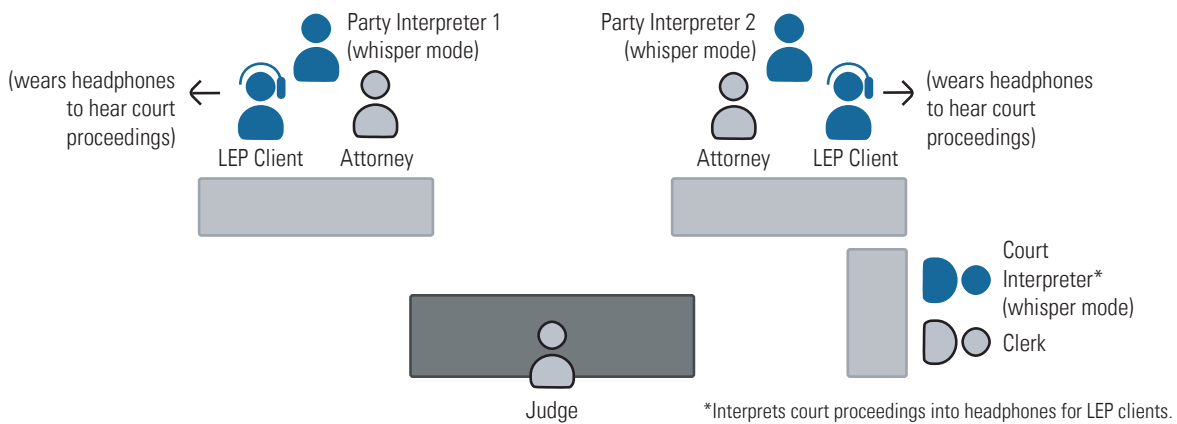 Party Interpreter 1
(whisper mode)
(wears headphones
to hear court
proceedings)
LEP Client
Attorney
Party Interpreter 2
(whisper mode)
(wears headphones
to hear court
proceedings)
Attorney
LEP Client
Court
Interpreter*
(whisper mode)
Clerk
Judge
*Interprets court proceedings into headphones for LEP clients.